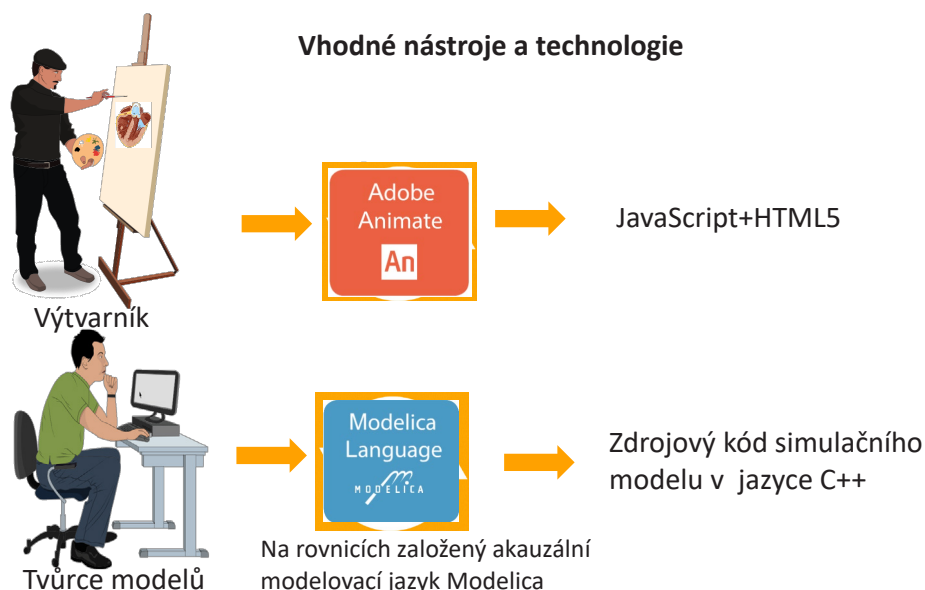 Vhodné nástroje a technologie
Adobe
Animate
An
JavaScript+HTML5
Výtvarník
Modelica
Language
MODELICA
Zdrojový kód simulačního
modelu v jazyce C++
Tvůrce modelů
Na rovnicích založený akauzální
modelovací jazyk Modelica